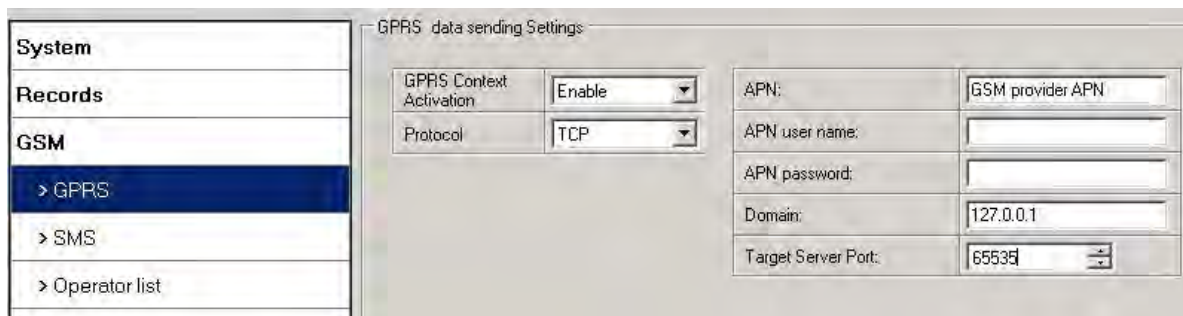 System
Records
GSM
> GPRS
> SMS
> Operator list
GPRS data sending Settings
GPRS Context
Activation
Enable
Protocol
TCP
APN:
GSM provider APN
APN user name:
APN password:
Domain:
127.0.0.1
Target Server Port:
65535